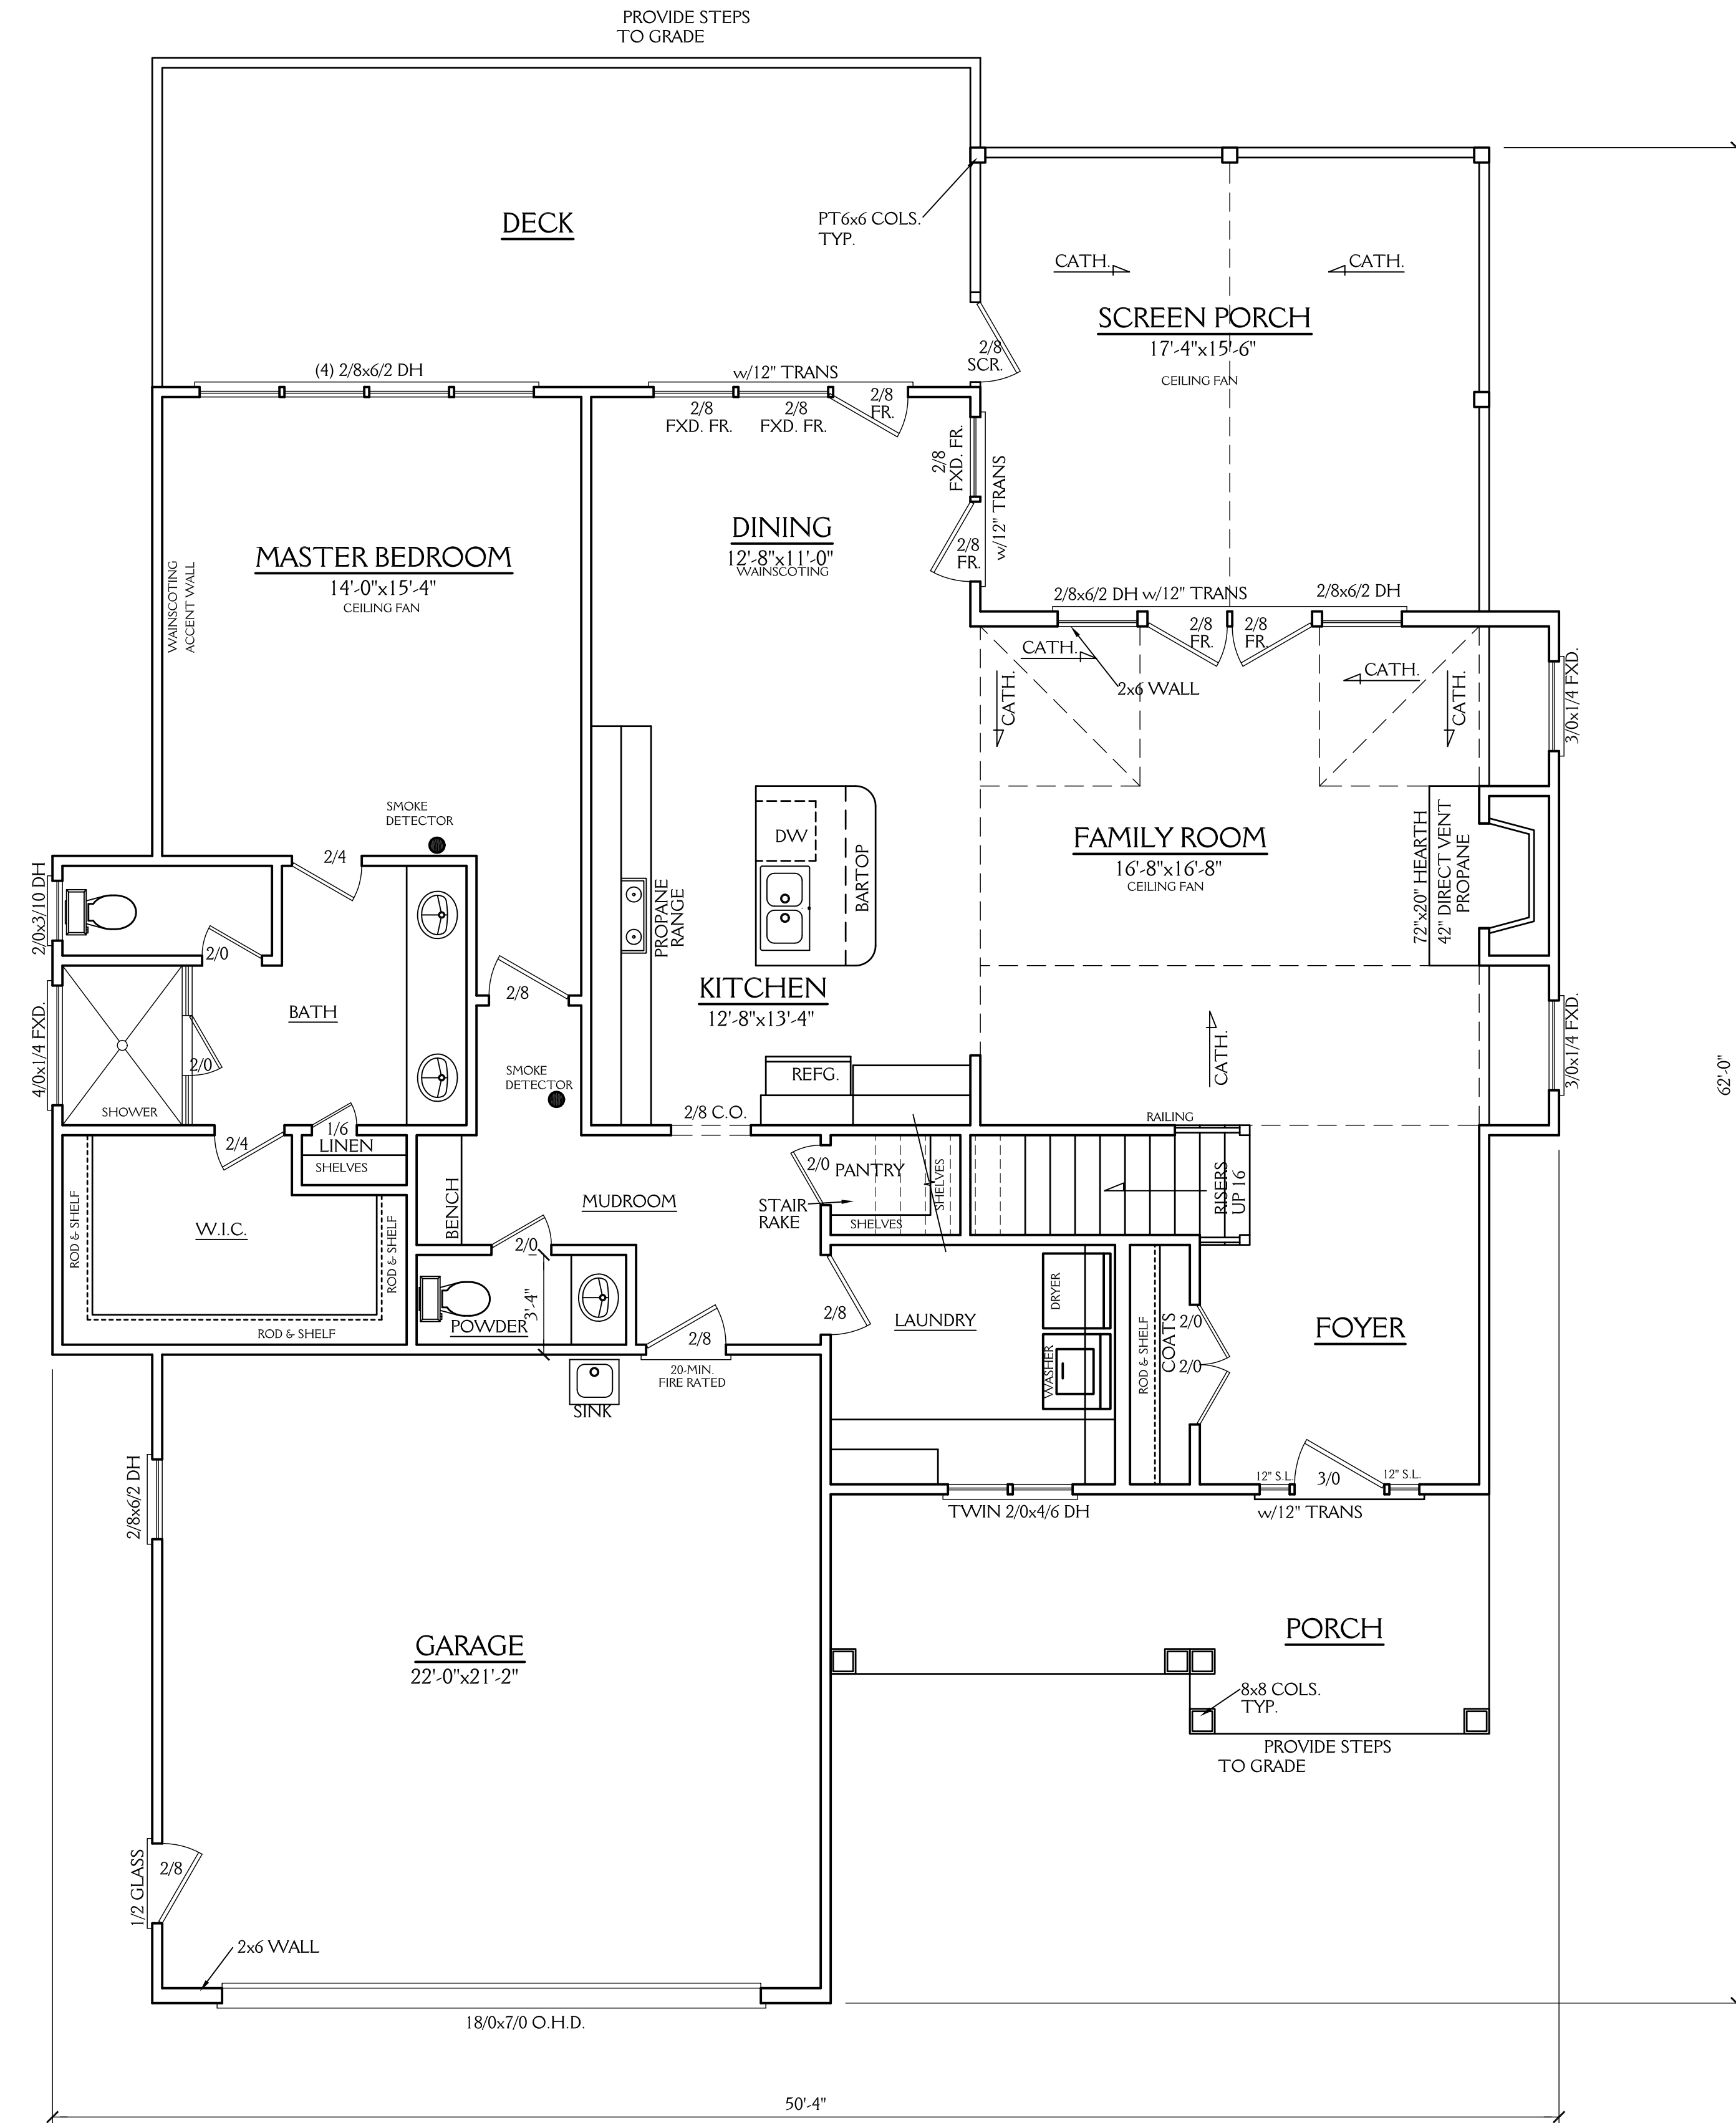 PROVIDE STEPS
TO GRADE
DECK
PT6x6 COLS.
TYP.
CATH.
CATH.
SCREEN PORCH
17'-4"x15'-6"
CEILING FAN
2/8
SCR.
(4) 2/8x6/2 DH
w/12" TRANS
2/8
FXD. FR.
2/8
FXD. FR.
2/8
FR.
2/8
FXD. FR.
w/12" TRANS
2/8
FR.
DINING
12'-8"x11'-0"
WAINSCOTING
MASTER BEDROOM
14'-0"x15'-4"
CEILING FAN
WAINSCOTING
ACCENT WALL
2/8x6/2 DH w/12" TRANS
2/8x6/2 DH
2/8
FR.
2/8
FR.
CATH.
CATH.
CATH.
CATH.
2x6 WALL
3/0x1/4 FXD.
SMOKE
DETECTOR
DW
BARTOP
FAMILY ROOM
16'-8"x16'-8"
CEILING FAN
72"x20" HEARTH
42" DIRECT VENT
PROPANE
2/0x3/10 DH
2/4
2/0
PROPANE
RANGE
KITCHEN
12'-8"x13'-4"
2/8
BATH
4/0x1/4 FXD.
2/0
SHOWER
SMOKE
DETECTOR
REFG.
CATH.
3/0x1/4 FXD.
62'-0"
2/8 C.O.
RAILING
2/4
1/6
LINEN
SHELVES
2/0
PANTRY
SHELVES
SHELVES
STAIR
RAKE
RISERS
UP 16
BENCH
MUDROOM
W.I.C.
ROD & SHELF
ROD & SHELF
ROD & SHELF
2/0
3'-4"
POWDER
2/8
20-MIN.
FIRE RATED
SINK
2/8
LAUNDRY
DRYER
WASHER
ROD & SHELF
COATS
2/0
2/0
FOYER
12" S.L.
3/0
12" S.L.
w/12" TRANS
TWIN 2/0x4/6 DH
2/8x6/2 DH
GARAGE
22'-0"x21'-2"
PORCH
8x8 COLS.
TYP.
PROVIDE STEPS
TO GRADE
1/2 GLASS
2/8
2x6 WALL
18/0x7/0 O.H.D.
50'-4"